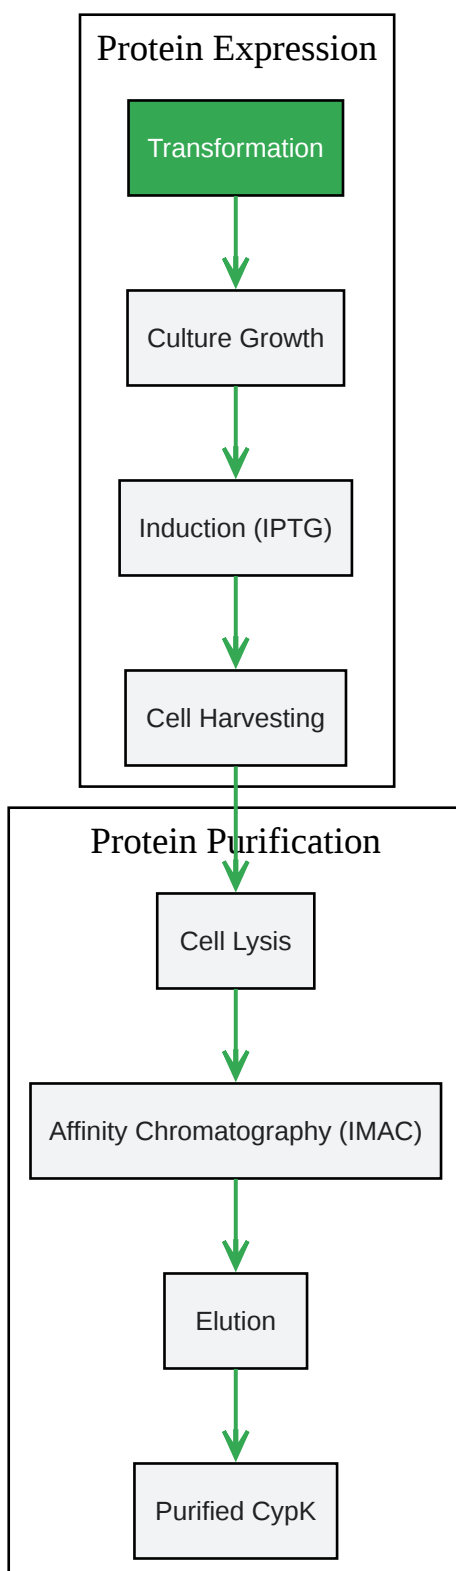 Protein Expression
Transformation
Culture Growth
Induction (IPTG)
Cell Harvesting
Protein Purification
Cell Lysis
Affinity Chromatography (IMAC)
Elution
Purified CypK